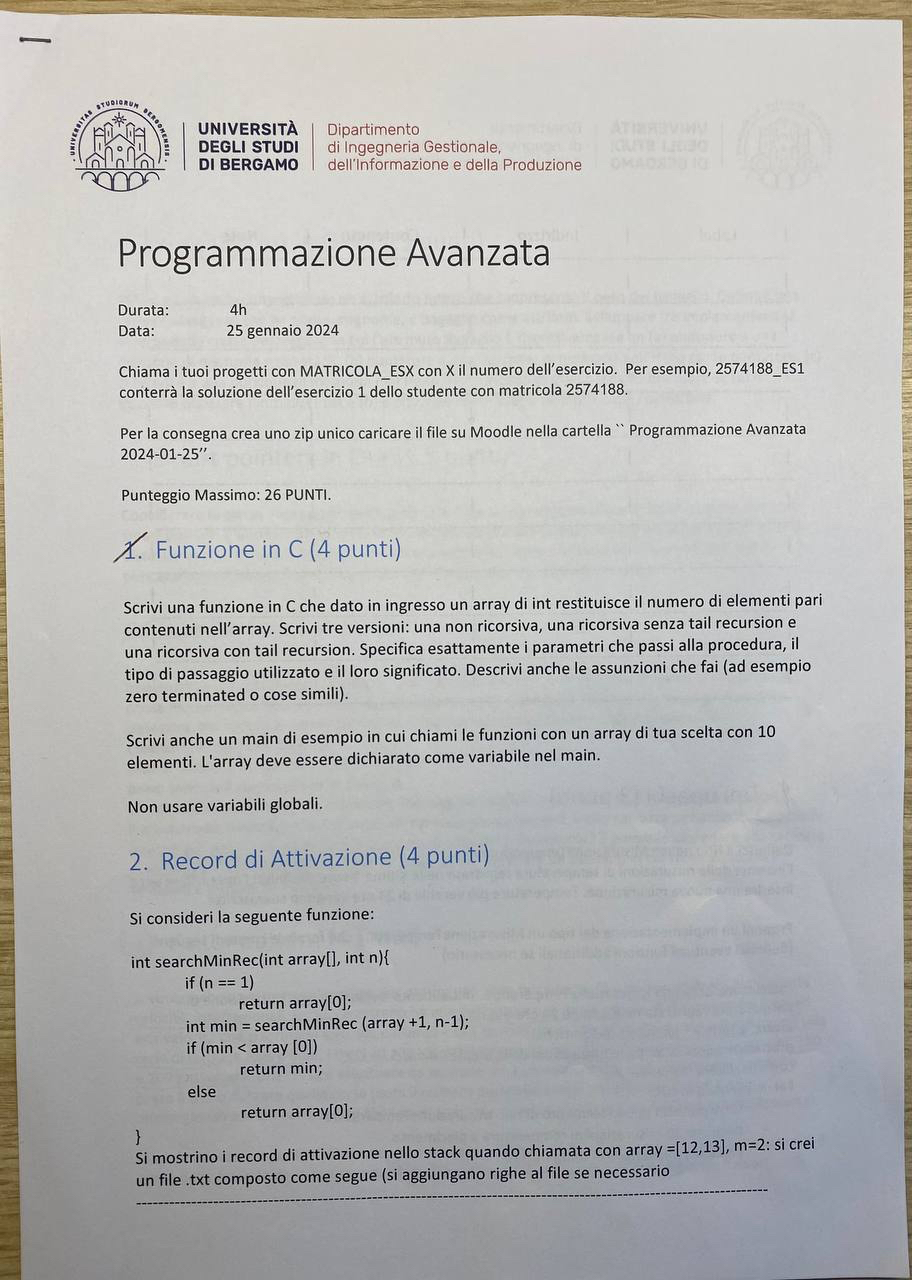 UNIVERSITAS STUDIORUM BERGOMENSIS
UNIVERSITÀ
DEGLI STUDI
DI BERGAMO
Dipartimento
di Ingegneria Gestionale,
dell'Informazione e della Produzione
Programmazione Avanzata
Durata: 4h
Data: 25 gennaio 2024
Chiama i tuoi progetti con MATRICOLA_ESX con X il numero dell'esercizio. Per esempio, 2574188_ES1
conterrà la soluzione dell'esercizio 1 dello studente con matricola 2574188.
Per la consegna crea uno zip unico caricare il file su Moodle nella cartella `` Programmazione Avanzata
2024-01-25''.
Punteggio Massimo: 26 PUNTI.
1. Funzione in C (4 punti)
Scrivi una funzione in C che dato in ingresso un array di int restituisce il numero di elementi pari
contenuti nell'array. Scrivi tre versioni: una non ricorsiva, una ricorsiva senza tail recursion e
una ricorsiva con tail recursion. Specifica esattamente i parametri che passi alla procedura, il
tipo di passaggio utilizzato e il loro significato. Descrivi anche le assunzioni che fai (ad esempio
zero terminated o cose simili).
Scrivi anche un main di esempio in cui chiami le funzioni con un array di tua scelta con 10
elementi. L'array deve essere dichiarato come variabile nel main.
Non usare variabili globali.
2. Record di Attivazione (4 punti)
Si consideri la seguente funzione:
int searchMinRec(int array[], int n){
if (n == 1)
return array[0];
int min = searchMinRec (array +1, n-1);
if (min < array [0])
return min;
else
return array[0];
}
Si mostrino i record di attivazione nello stack quando chiamata con array =[12,13], m=2: si crei
un file .txt composto come segue (si aggiungano righe al file se necessario